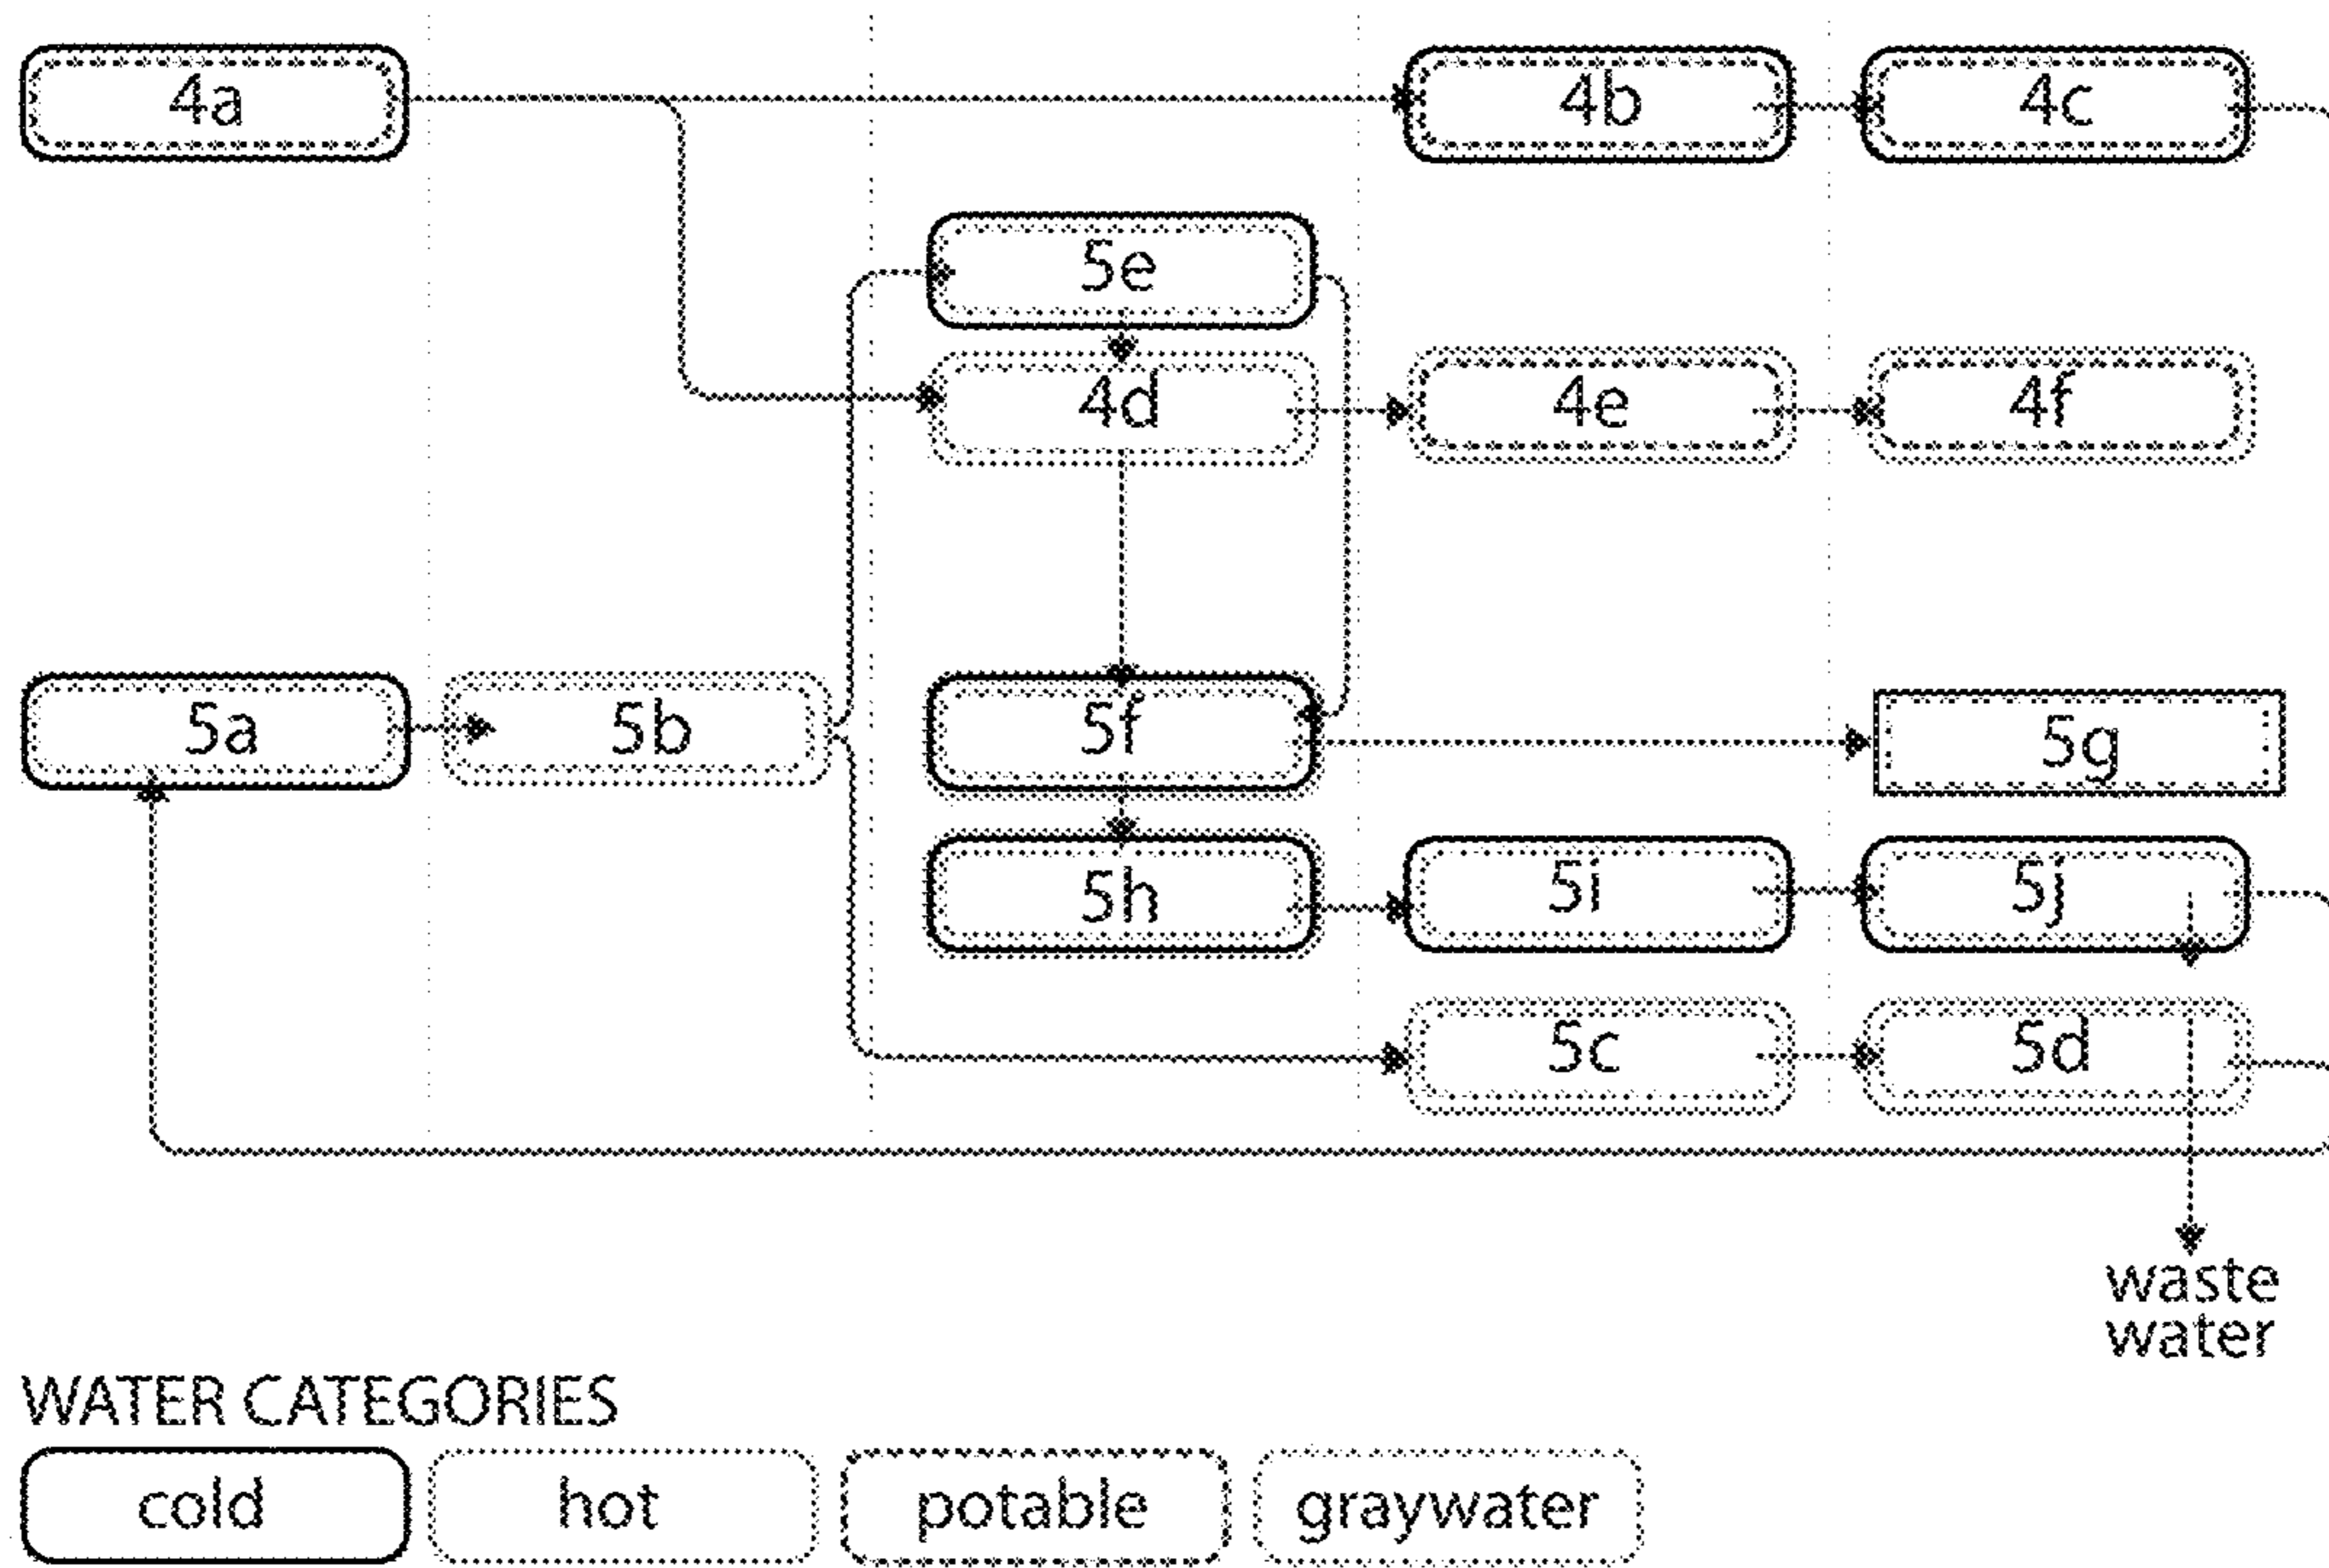 4a
4b
4c
5e
4d
4e
4f
5a
5b
5f
5g
5h
5i
5j
5c
5d
waste
water
WATER CATEGORIES
cold
hot
potable
graywater